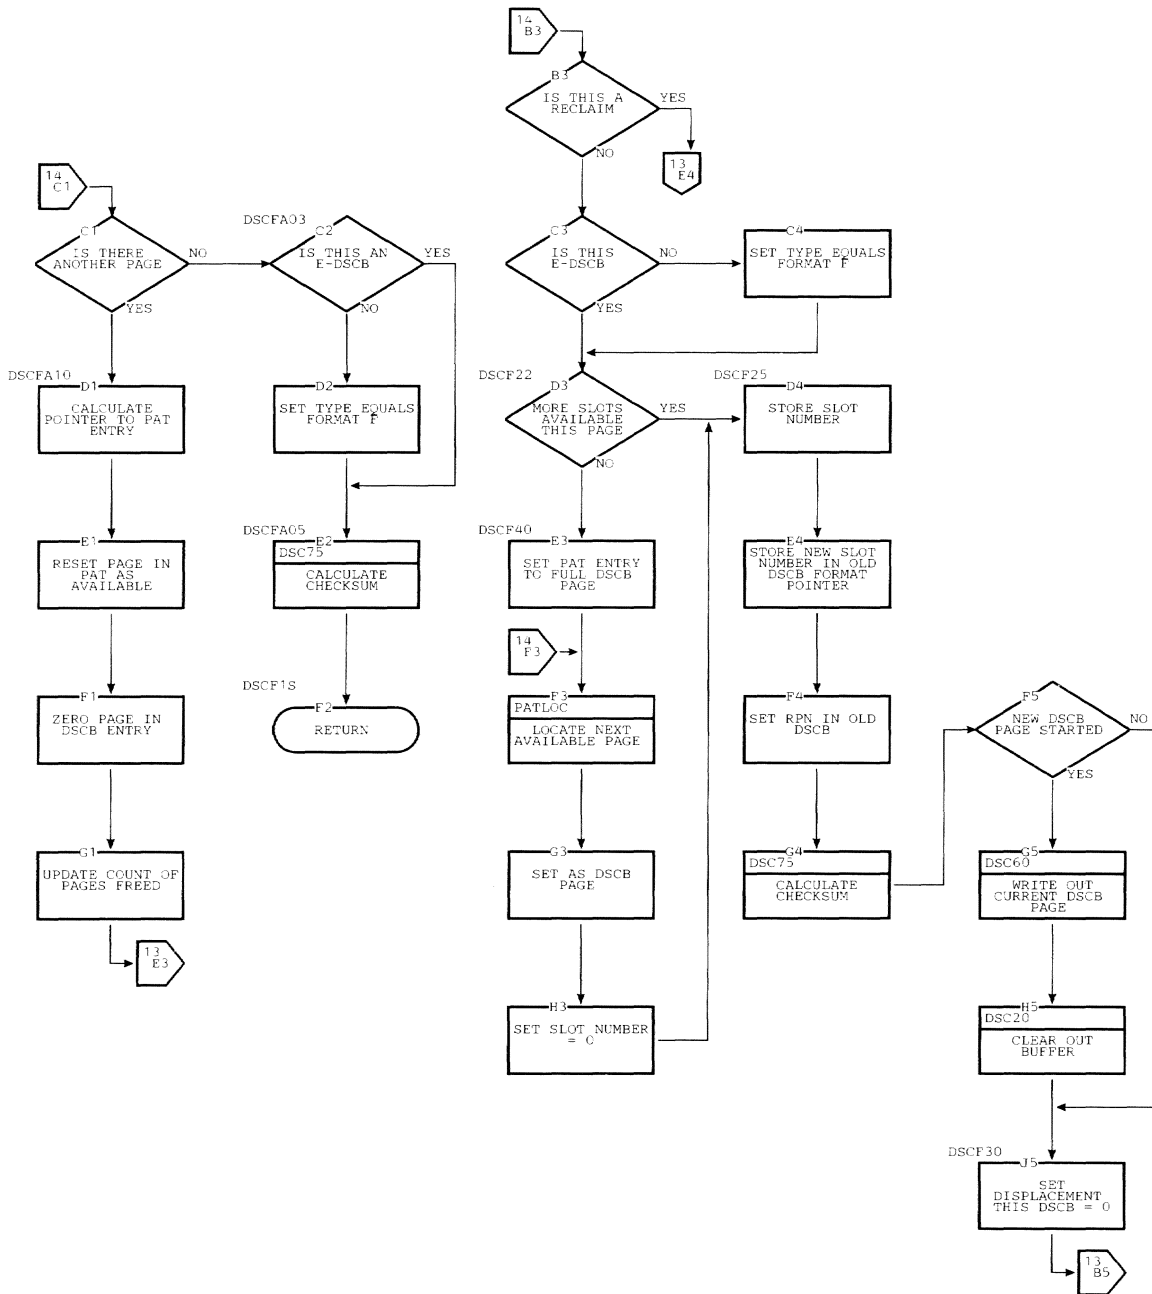 14
B3
B3
IS THIS A
RECLAIM
YES
NO
13
E4
14
C1
C1
IS THERE
ANOTHER PAGE
NO
YES
DSCFA03
C2
IS THIS AN
E-DSCB
YES
NO
C3
IS THIS
E-DSCB
NO
YES
C4
SET TYPE EQUALS
FORMAT F
DSCFA10
D1
CALCULATE
POINTER TO PAT
ENTRY
D2
SET TYPE EQUALS
FORMAT F
DSCF22
D3
MORE SLOTS
AVAILABLE
THIS PAGE
YES
NO
DSCF25
D4
STORE SLOT
NUMBER
E1
RESET PAGE IN
PAT AS
AVAILABLE
DSCFA05
E2
DSC75
CALCULATE
CHECKSUM
DSCF40
E3
SET PAT ENTRY
TO FULL DSCB
PAGE
E4
STORE NEW SLOT
NUMBER IN OLD
DSCB FORMAT
POINTER
14
F3
F1
ZERO PAGE IN
DSCB ENTRY
DSCF1S
F2
RETURN
F3
PATLOC
LOCATE NEXT
AVAILABLE PAGE
F4
SET RPN IN OLD
DSCB
F5
NEW DSCB
PAGE STARTED
NO
YES
G1
UPDATE COUNT OF
PAGES FREED
G3
SET AS DSCB
PAGE
G4
DSC75
CALCULATE
CHECKSUM
G5
DSC60
WRITE OUT
CURRENT DSCB
PAGE
13
E3
H3
SET SLOT NUMBER
= 0
H5
DSC20
CLEAR OUT
BUFFER
DSCF30
J5
SET
DISPLACEMENT
THIS DSCB = 0
13
B5